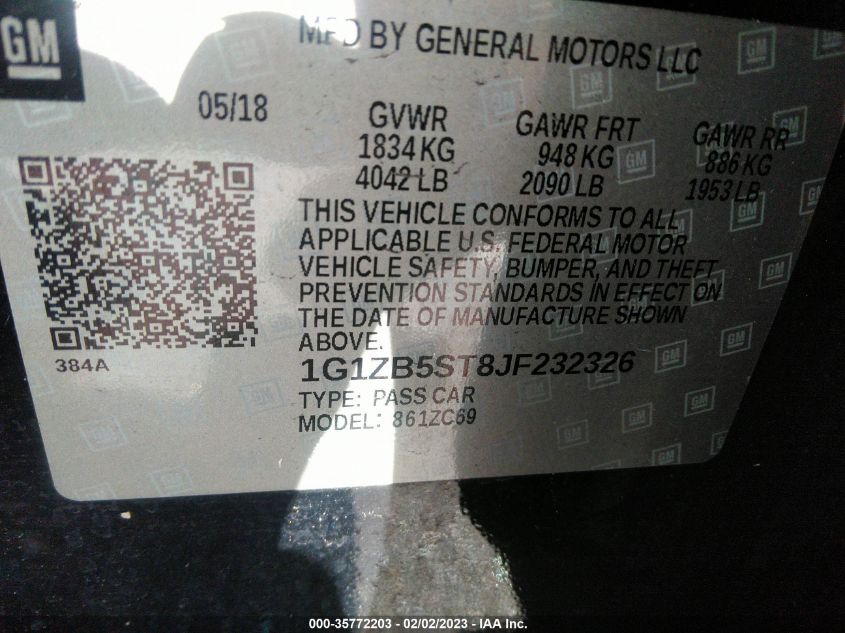 GM
MFD BY GENERAL MOTORS LLC
05/18
GVWR GAWR FRT GAWR RR
1834 KG 948 KG 886 KG
4042 LB 2090 LB 1953 LB
THIS VEHICLE CONFORMS TO ALL
APPLICABLE U.S. FEDERAL MOTOR
VEHICLE SAFETY, BUMPER, AND THEFT
PREVENTION STANDARDS IN EFFECT ON
THE DATE OF MANUFACTURE SHOWN
ABOVE.
384A
1G1ZB5ST8JF232326
TYPE: PASS CAR
MODEL: 861ZC69
000-35772203 - 02/02/2023 - IAA Inc.